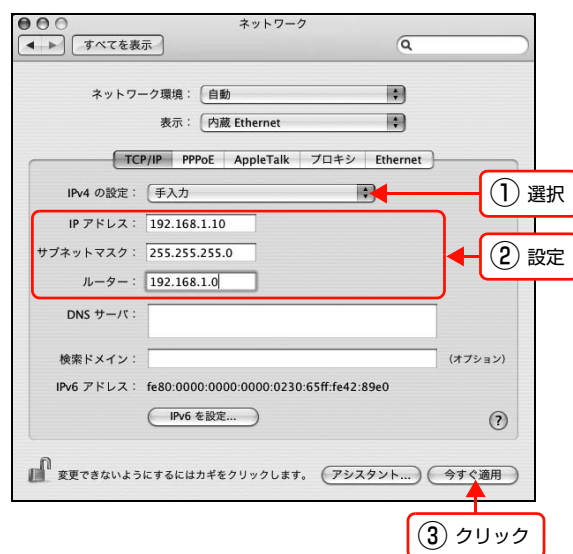 ネットワーク
すべてを表示
ネットワーク環境： 自動
表示： 内蔵 Ethernet
TCP/IP PPPoE AppleTalk プロキシ Ethernet
IPv4 の設定： 手入力
① 選択
IP アドレス： 192.168.1.10
サブネットマスク： 255.255.255.0
② 設定
ルーター： 192.168.1.0
DNS サーバ：
検索ドメイン： (オプション)
IPv6 アドレス： fe80:0000:0000:0000:0230:65ff:fe42:89e0
IPv6 を設定...
?
変更できないようにするにはカギをクリックします。 アシスタント... 今すぐ適用
③ クリック